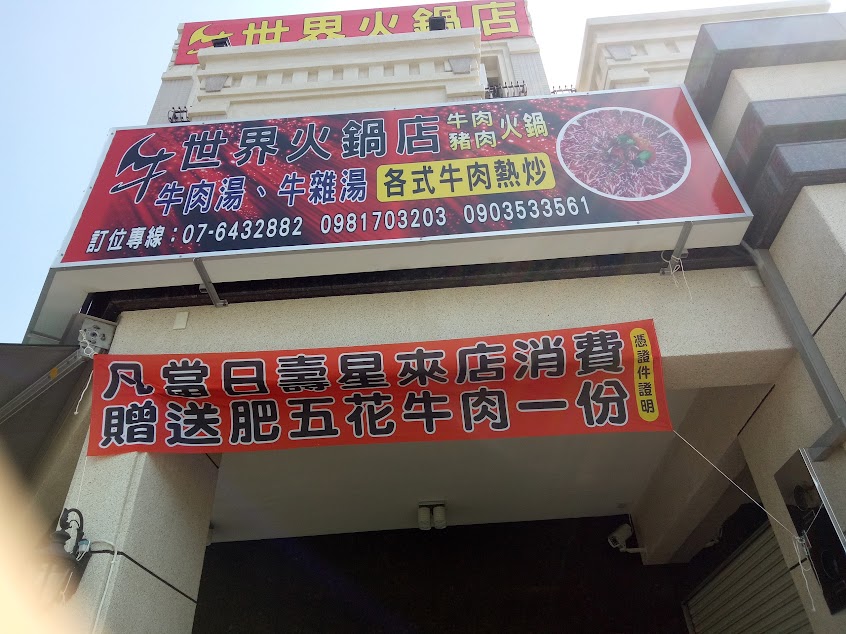 牛世界火鍋店
牛世界火鍋店
牛肉
豬肉
火鍋
牛肉湯、牛雜湯
各式牛肉熱炒
訂位專線：07-6432882 0981703203 0903533561
凡當日壽星來店消費
贈送肥五花牛肉一份
憑證件證明